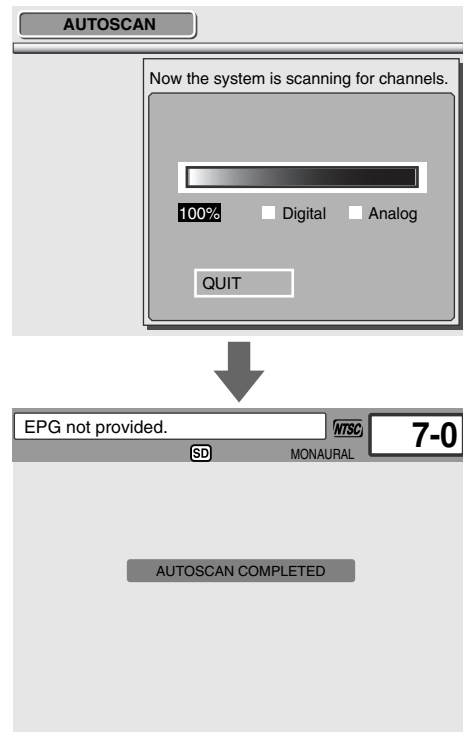 AUTOSCAN
Now the system is scanning for channels.
100% Digital Analog
QUIT
EPG not provided. NTSC 7-0
SD MONAURAL
AUTOSCAN COMPLETED